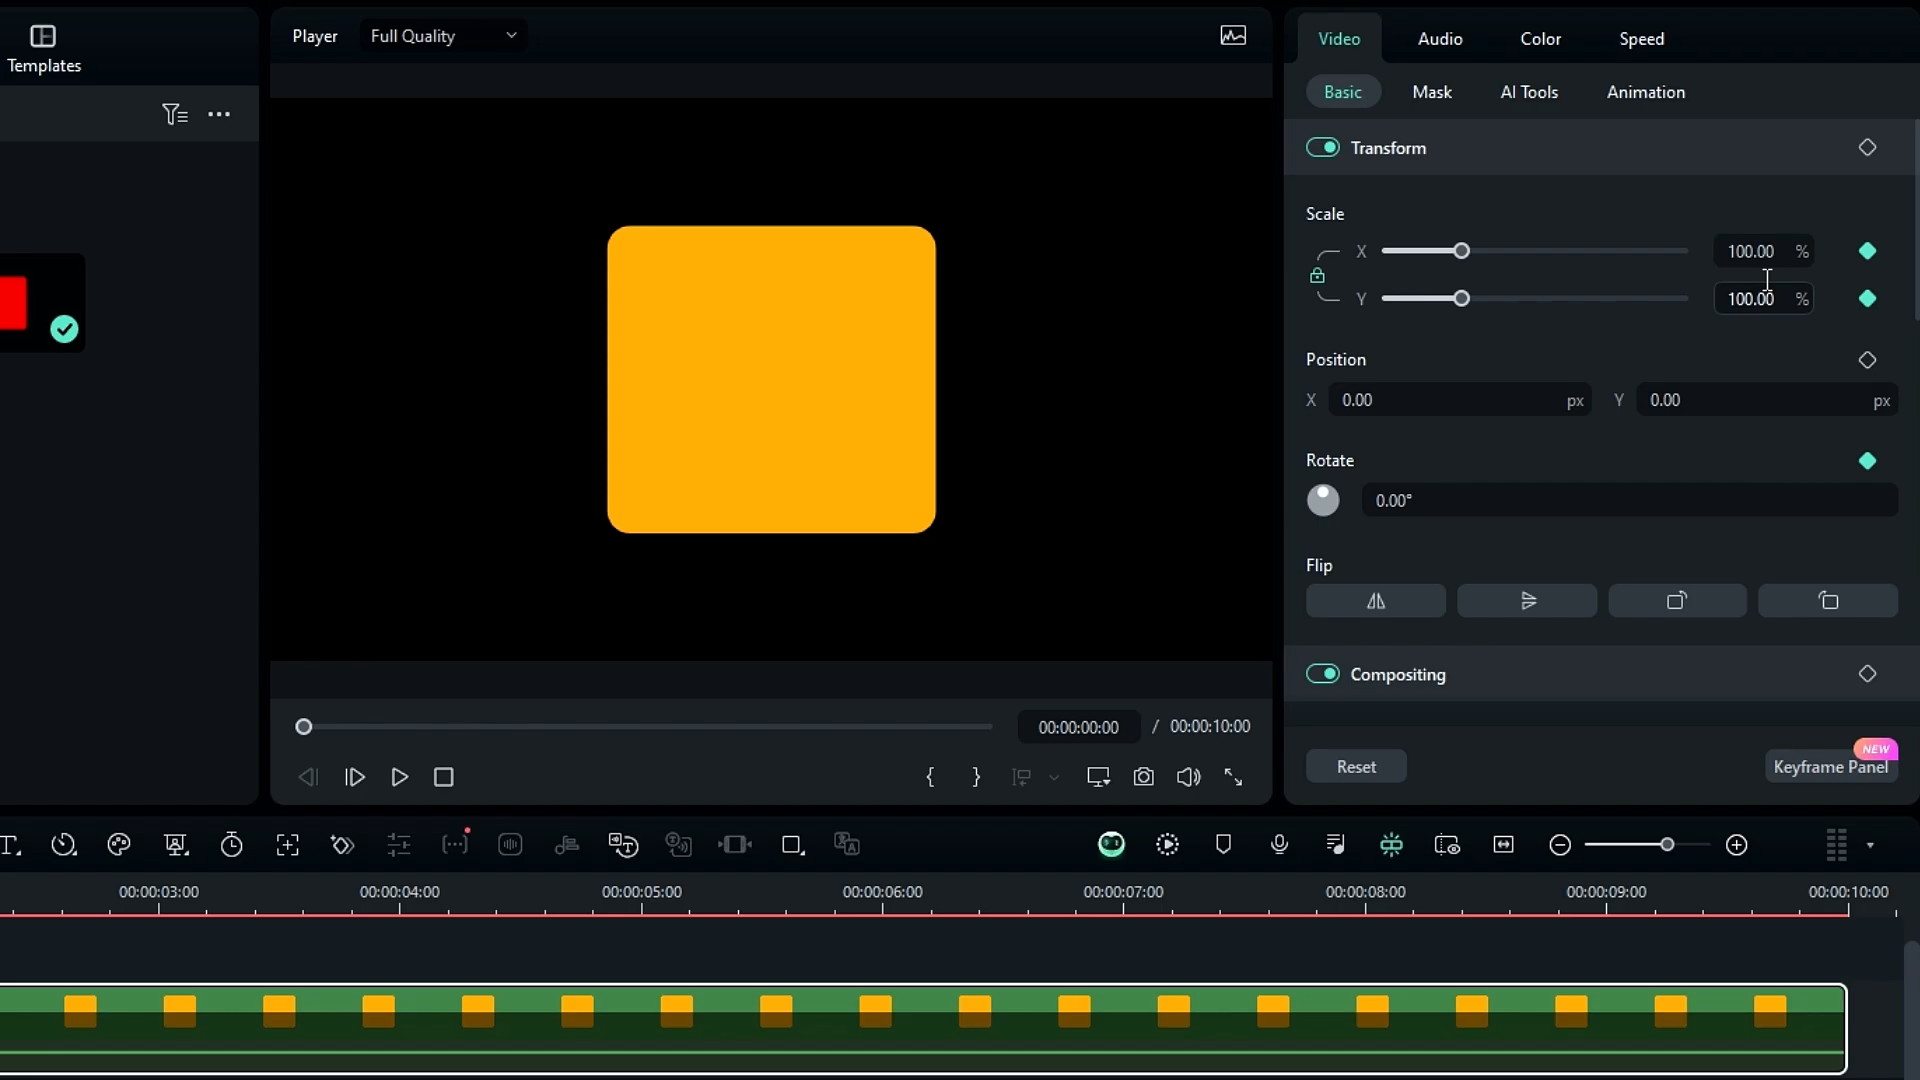 Templates
Player
Full Quality
Video
Audio
Color
Speed
Basic
Mask
AI Tools
Animation
Transform
Scale
X
100.00 %
Y
100.00 %
Position
X 0.00 px
Y 0.00 px
Rotate
0.00°
Flip
Compositing
00:00:00:00 / 00:00:10:00
Reset
NEW
Keyframe Panel
00:00:03:00
00:00:04:00
00:00:05:00
00:00:06:00
00:00:07:00
00:00:08:00
00:00:09:00
00:00:10:00